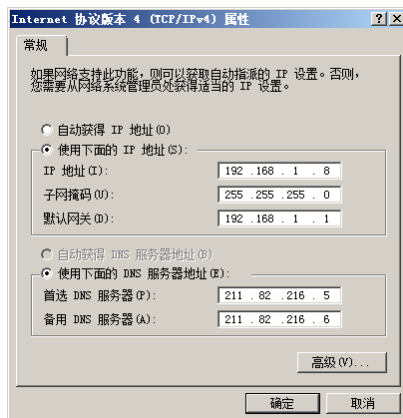 Internet 协议版本 4 (TCP/IPv4) 属性
常规
如果网络支持此功能，则可以获取自动指派的 IP 设置。否则，
您需要从网络系统管理员处获得适当的 IP 设置。
自动获得 IP 地址(O)
使用下面的 IP 地址(S):
IP 地址(I): 192 .168 . 1 . 8
子网掩码(U): 255 .255 .255 . 0
默认网关(D): 192 .168 . 1 . 1
自动获得 DNS 服务器地址(B)
使用下面的 DNS 服务器地址(E):
首选 DNS 服务器(P): 211 . 82 .216 . 5
备用 DNS 服务器(A): 211 . 82 .216 . 6
高级(V)...
确定 取消